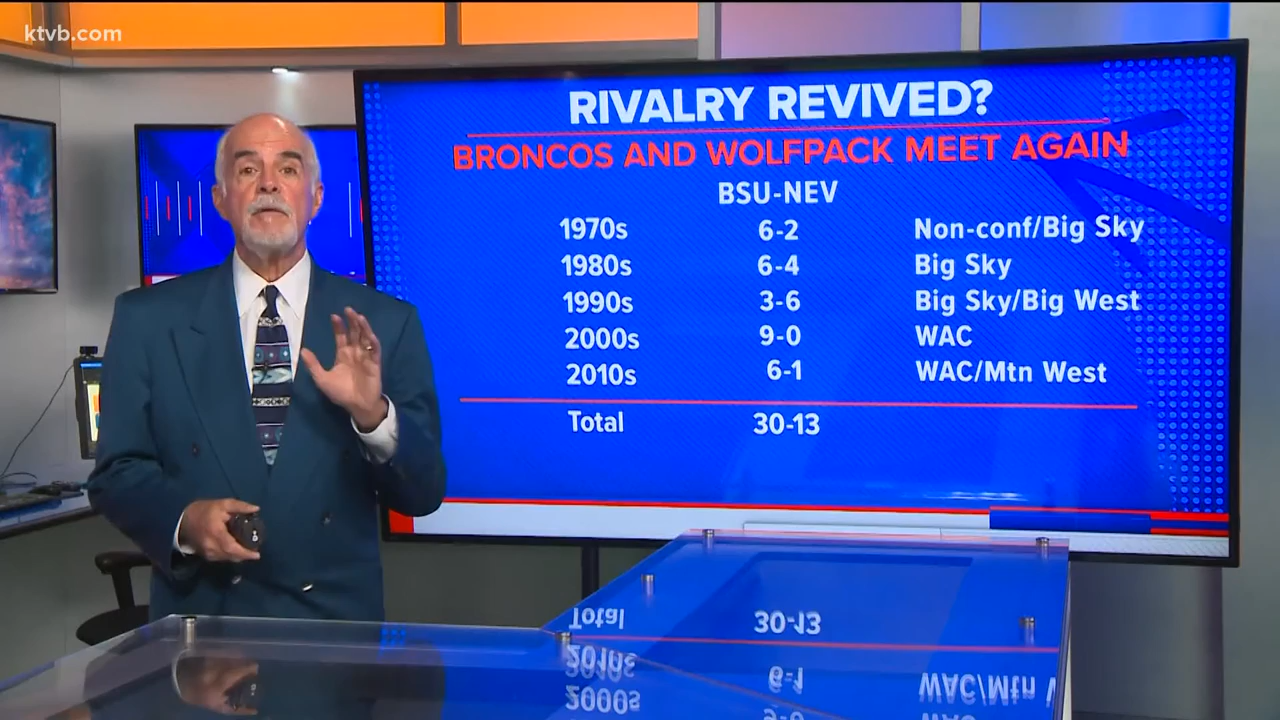 ktvb.com
RIVALRY REVIVED?
BRONCOS AND WOLFPACK MEET AGAIN
BSU-NEV
1970s 6-2 Non-conf/Big Sky
1980s 6-4 Big Sky
1990s 3-6 Big Sky/Big West
2000s 9-0 WAC
2010s 6-1 WAC/Mtn West
Total 30-13